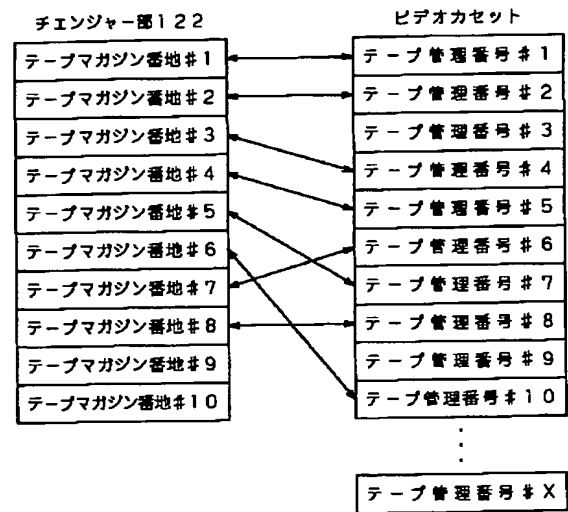 チェンジャー部122
テープマガジン番地#1
テープマガジン番地#2
テープマガジン番地#3
テープマガジン番地#4
テープマガジン番地#5
テープマガジン番地#6
テープマガジン番地#7
テープマガジン番地#8
テープマガジン番地#9
テープマガジン番地#10
ビデオカセット
テープ管理番号#1
テープ管理番号#2
テープ管理番号#3
テープ管理番号#4
テープ管理番号#5
テープ管理番号#6
テープ管理番号#7
テープ管理番号#8
テープ管理番号#9
テープ管理番号#10
テープ管理番号#X